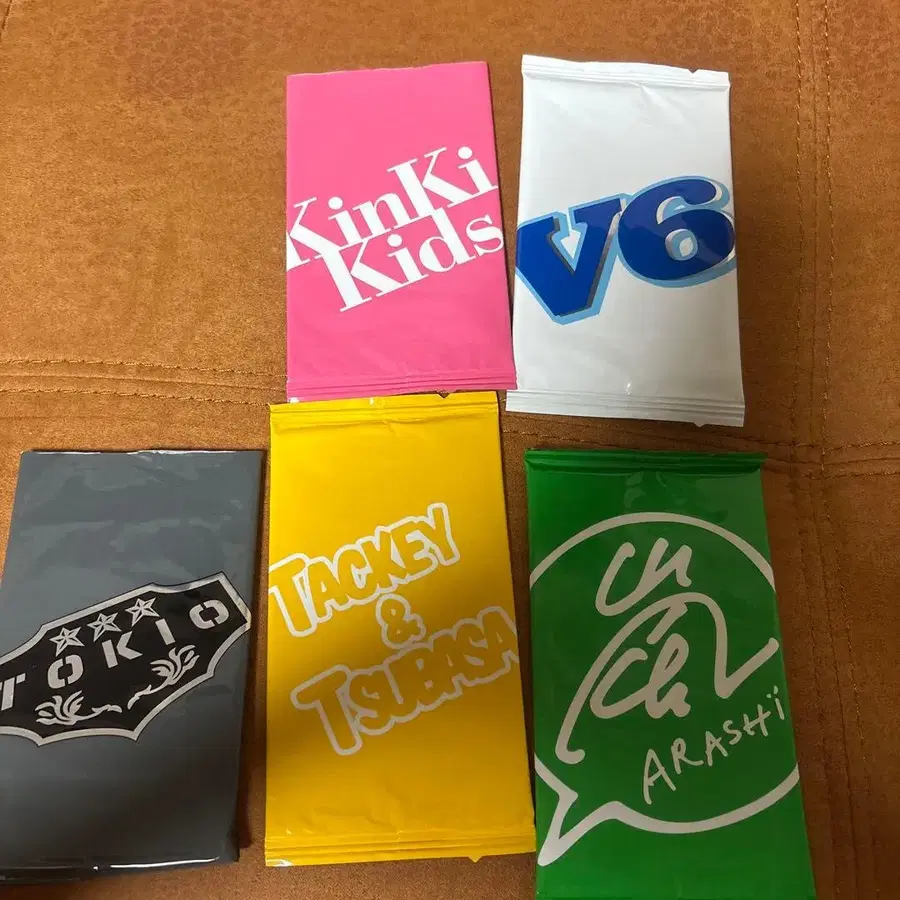 KinKi
Kids
V6
TOKIO
TACKEY
&
TSUBASA
ARASHI